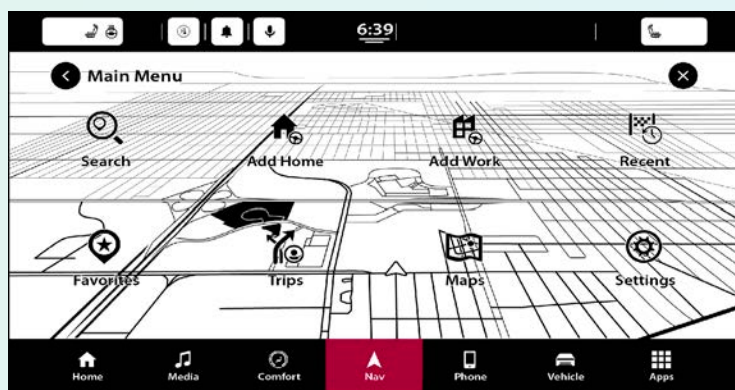 6:39
Main Menu
Search Add Home Add Work Recent
Favorites Trips Maps Settings
Home Media Comfort Nav Phone Vehicle Apps